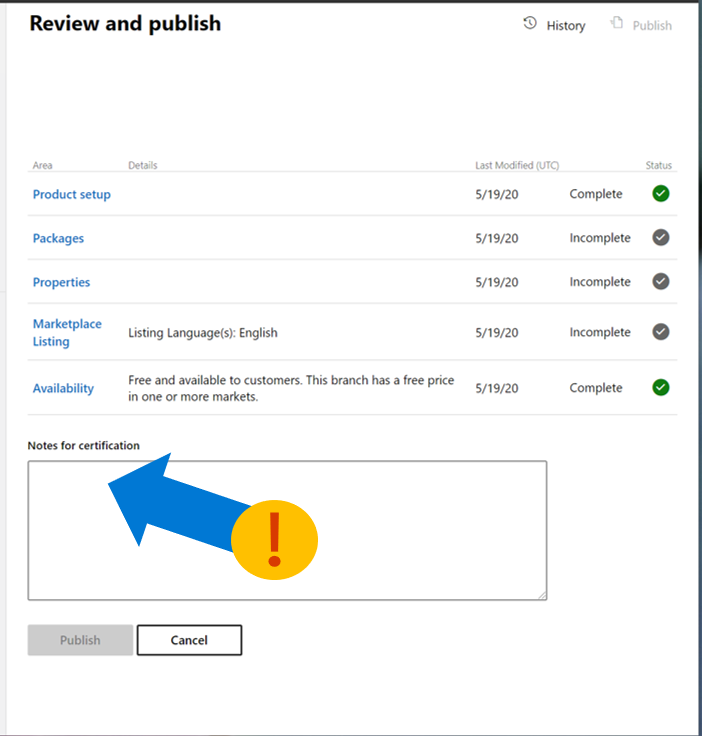 Review and publish
History
Publish
Area Details Last Modified (UTC) Status
Product setup 5/19/20 Complete
Packages 5/19/20 Incomplete
Properties 5/19/20 Incomplete
Marketplace
Listing Listing Language(s): English 5/19/20 Incomplete
Availability Free and available to customers. This branch has a free price
in one or more markets. 5/19/20 Complete
Notes for certification
!
Publish
Cancel